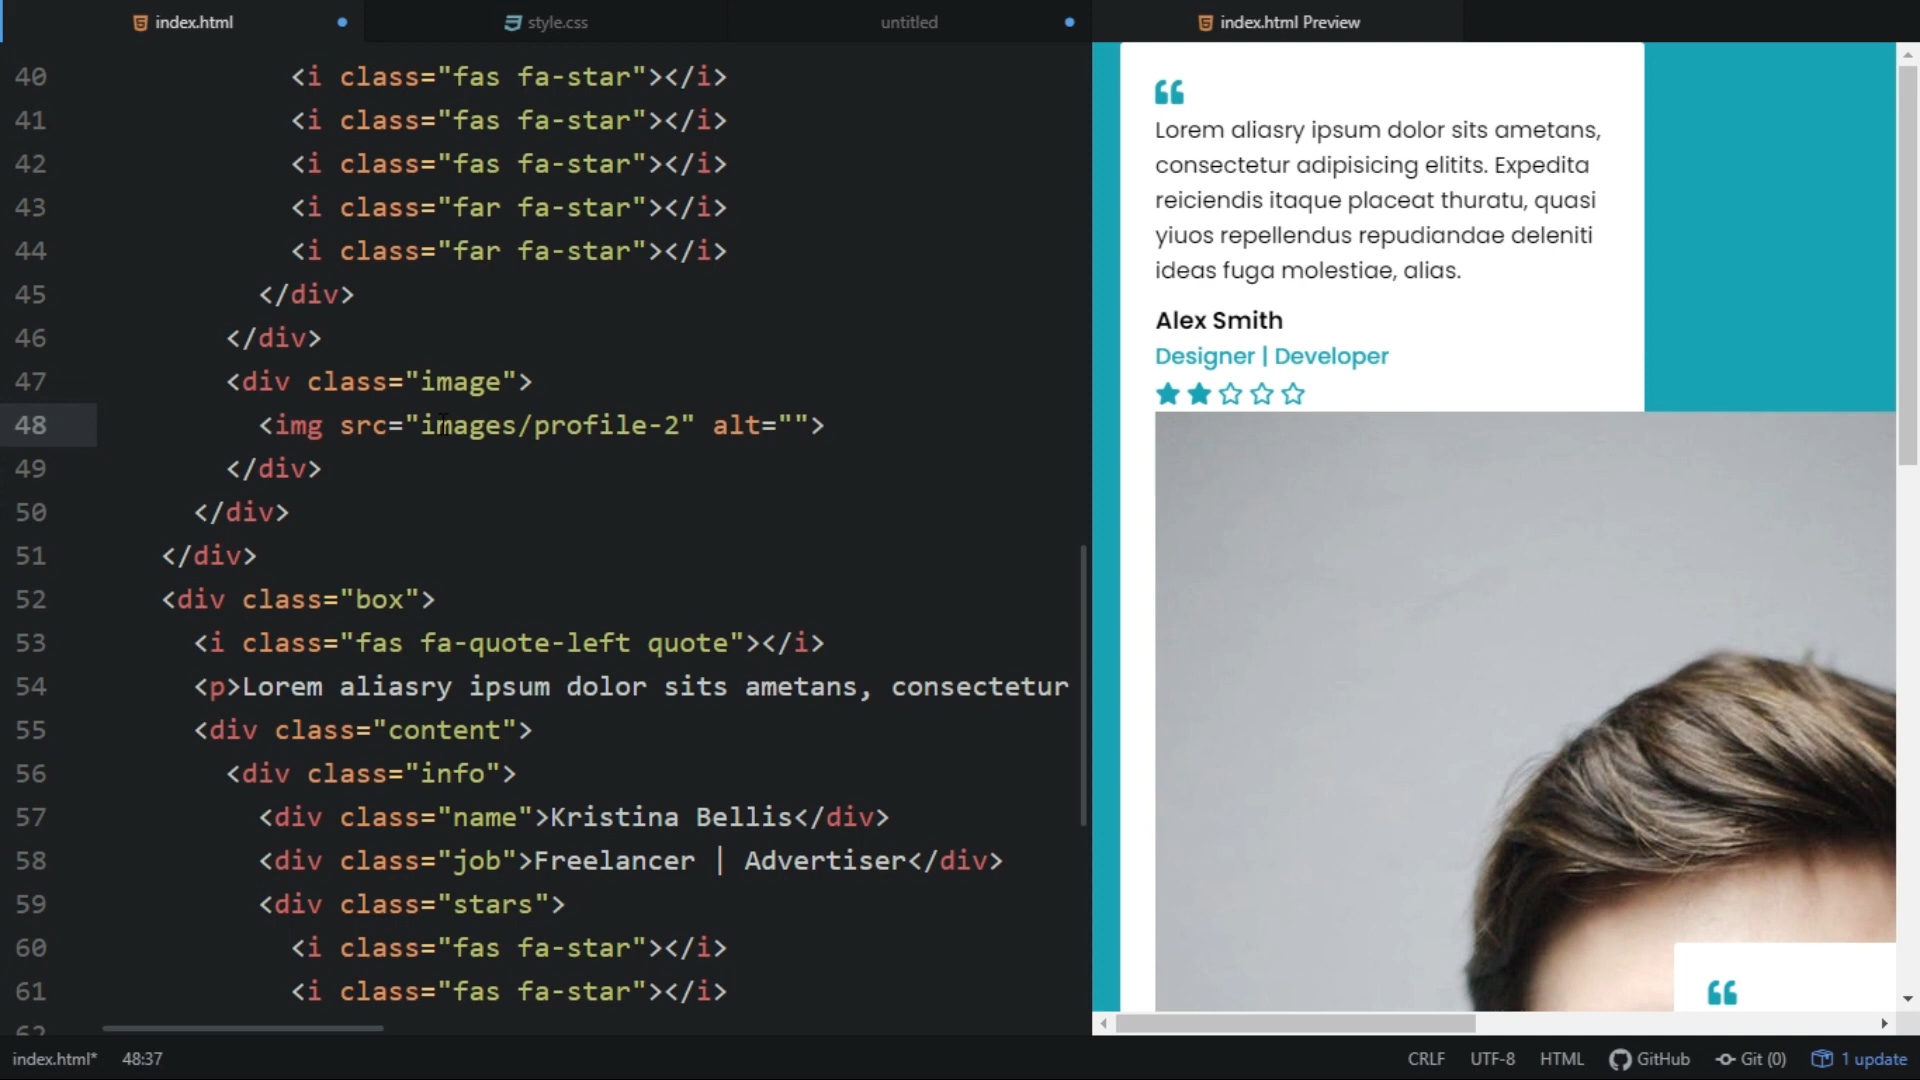 index.html
style.css
untitled
index.html Preview
40 <i class="fas fa-star"></i>
41 <i class="fas fa-star"></i>
42 <i class="fas fa-star"></i>
43 <i class="far fa-star"></i>
44 <i class="far fa-star"></i>
45 </div>
46 </div>
47 <div class="image">
48 <img src="images/profile-2" alt="">
49 </div>
50 </div>
51 </div>
52 <div class="box">
53 <i class="fas fa-quote-left quote"></i>
54 <p>Lorem aliasry ipsum dolor sits ametans, consectetur
55 <div class="content">
56 <div class="info">
57 <div class="name">Kristina Bellis</div>
58 <div class="job">Freelancer | Advertiser</div>
59 <div class="stars">
60 <i class="fas fa-star"></i>
61 <i class="fas fa-star"></i>
62
“
Lorem aliasry ipsum dolor sits ametans,
consectetur adipisicing elitits. Expedita
reiciendis itaque placeat thuratu, quasi
yiuos repellendus repudiandae deleniti
ideas fuga molestiae, alias.
Alex Smith
Designer | Developer
“
index.html* 48:37
CRLF UTF-8 HTML GitHub Git (0) 1 update